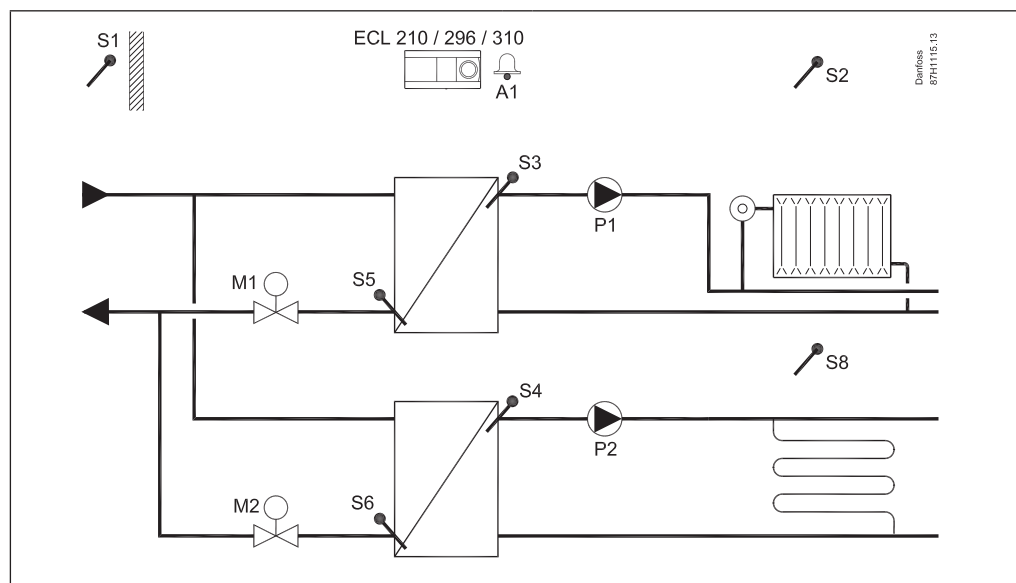 S1
ECL 210 / 296 / 310
A1
S2
Danfoss
87H1115.13
S3
P1
M1
S5
S8
S4
P2
M2
S6